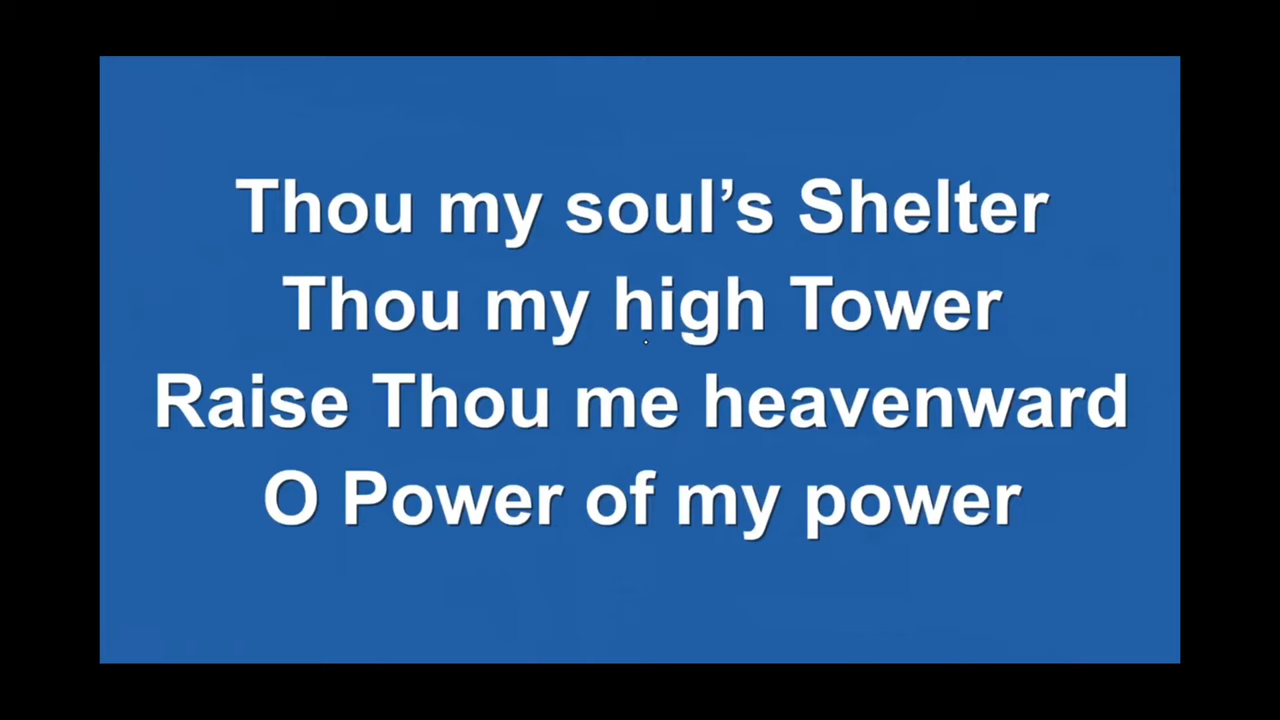 Thou my soul’s Shelter
Thou my high Tower
Raise Thou me heavenward
O Power of my power